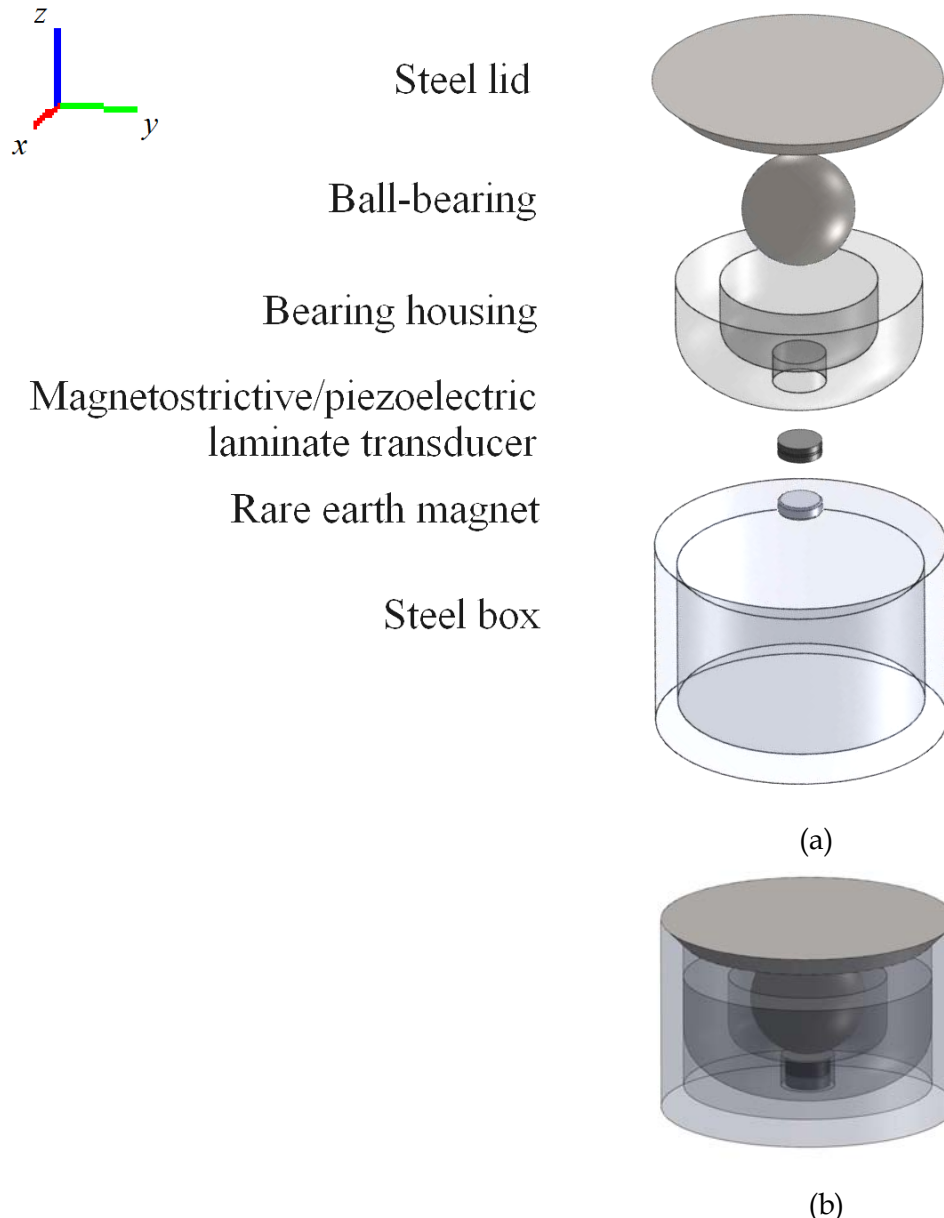 z
x
y
Steel lid
Ball-bearing
Bearing housing
Magnetostrictive/piezoelectric
laminate transducer
Rare earth magnet
Steel box
(a)
(b)